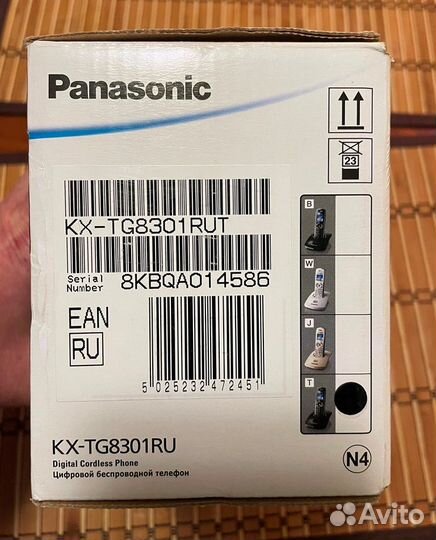 Panasonic
23
KX-TG8301RUT
Serial
Number
8KBQA014586
EAN
RU
5 025232 472451
B
W
J
T
KX-TG8301RU
Digital Cordless Phone
Цифровой беспроводной телефон
N4
Avito